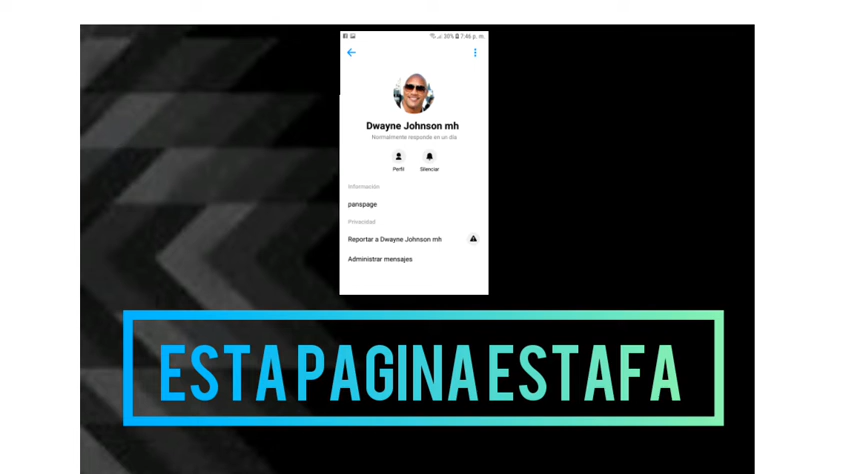 30% 7:46 p. m.
Dwayne Johnson mh
Normalmente responde en un día
Perfil Silenciar
Información
panspage
Privacidad
Reportar a Dwayne Johnson mh
Administrar mensajes
ESTA PAGINA ESTAFA